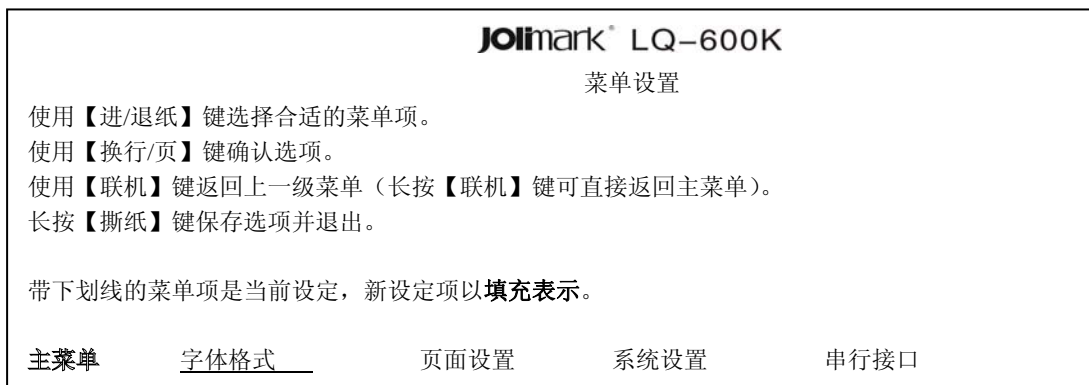 Jolimark® LQ-600K
菜单设置
使用【进/退纸】键选择合适的菜单项。
使用【换行/页】键确认选项。
使用【联机】键返回上一级菜单（长按【联机】键可直接返回主菜单）。
长按【撕纸】键保存选项并退出。
带下划线的菜单项是当前设定，新设定项以填充表示。
主菜单 字体格式 页面设置 系统设置 串行接口